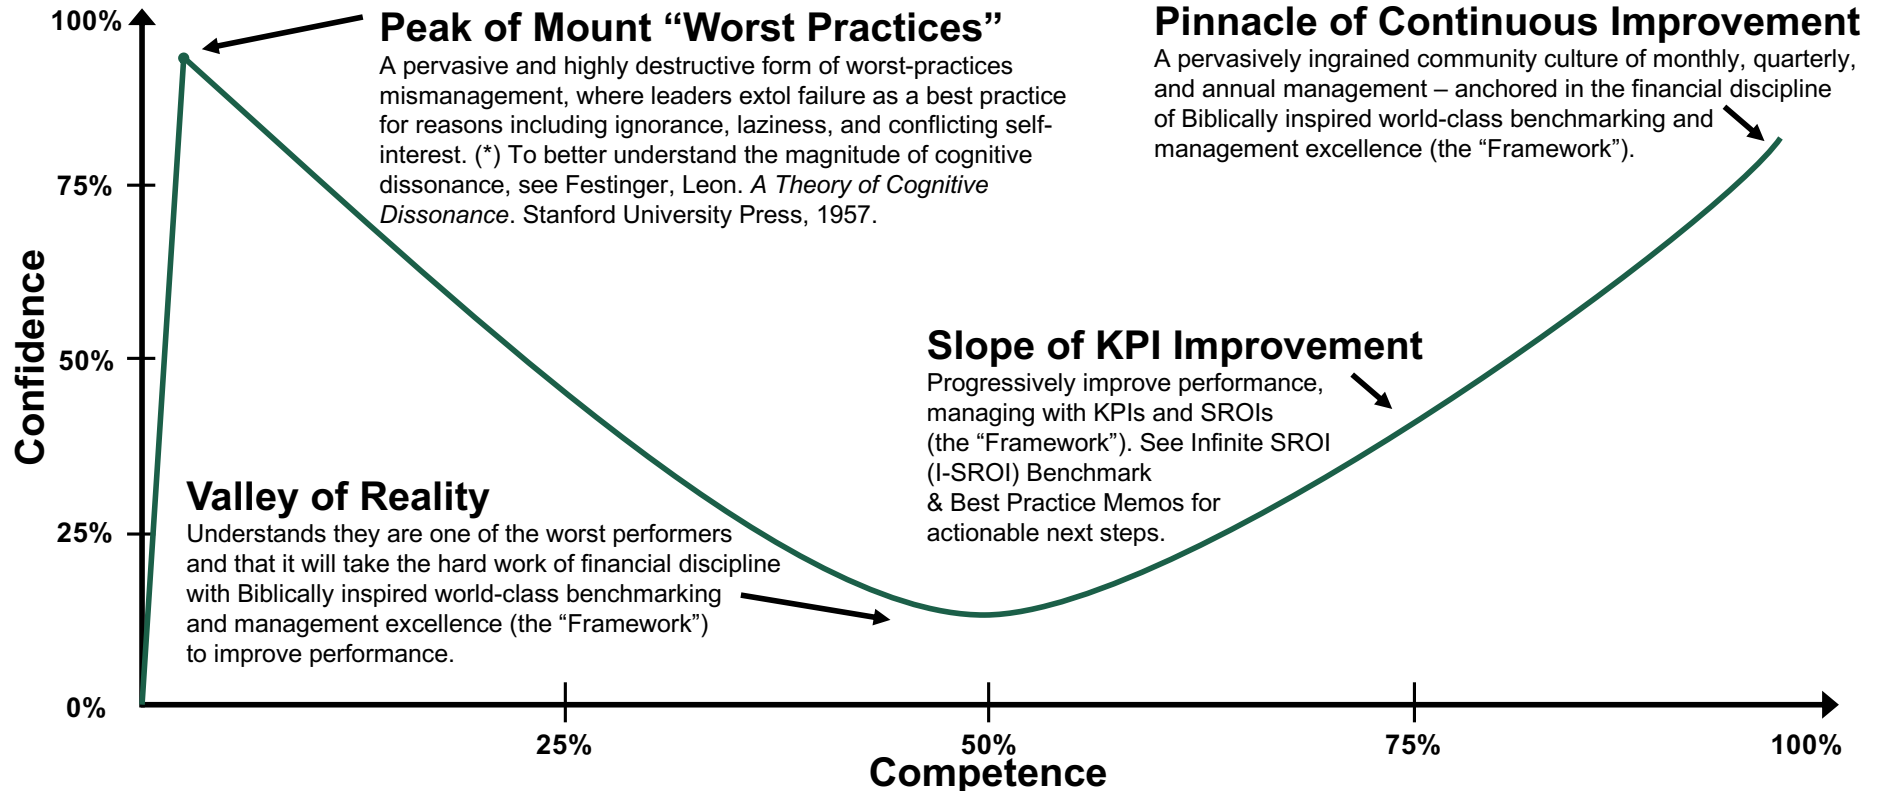 100%
Peak of Mount “Worst Practices”
A pervasive and highly destructive form of worst-practices
mismanagement, where leaders extol failure as a best practice
for reasons including ignorance, laziness, and conflicting self-
interest. (*) To better understand the magnitude of cognitive
dissonance, see Festinger, Leon. A Theory of Cognitive
Dissonance. Stanford University Press, 1957.
Pinnacle of Continuous Improvement
A pervasively ingrained community culture of monthly, quarterly,
and annual management – anchored in the financial discipline
of Biblically inspired world-class benchmarking and
management excellence (the “Framework”).
75%
Confidence
50%
Slope of KPI Improvement
Progressively improve performance,
managing with KPIs and SROIs
(the “Framework”). See Infinite SROI
(I-SROI) Benchmark
& Best Practice Memos for
actionable next steps.
Valley of Reality
Understands they are one of the worst performers
and that it will take the hard work of financial discipline
with Biblically inspired world-class benchmarking
and management excellence (the “Framework”)
to improve performance.
25%
0%
25%
50%
75%
100%
Competence